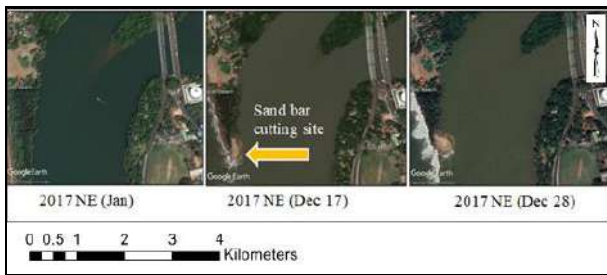 Sand bar
cutting site
Google Earth
Google Earth
Google Earth
2017 NE (Jan)
2017 NE (Dec 17)
2017 NE (Dec 28)
0 0.5 1 2 3 4
Kilometers